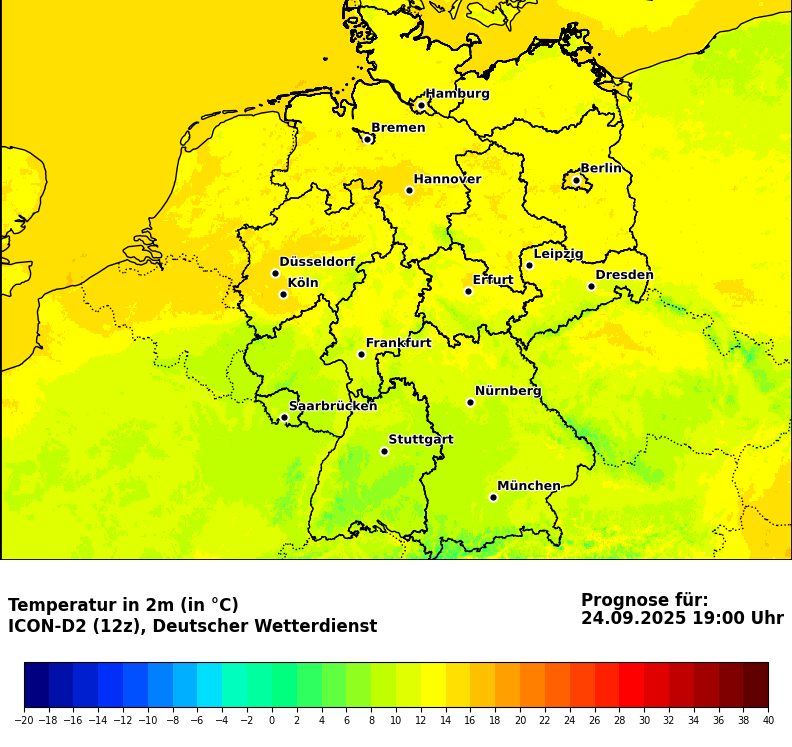 Hamburg
Bremen
Berlin
Hannover
Leipzig
Düsseldorf
Dresden
Köln
Erfurt
Frankfurt
Nürnberg
Saarbrücken
Stuttgart
München
Temperatur in 2m (in °C)
ICON-D2 (12z), Deutscher Wetterdienst
Prognose für:
24.09.2025 19:00 Uhr
−20 −18 −16 −14 −12 −10 −8 −6 −4 −2 0 2 4 6 8 10 12 14 16 18 20 22 24 26 28 30 32 34 36 38 40